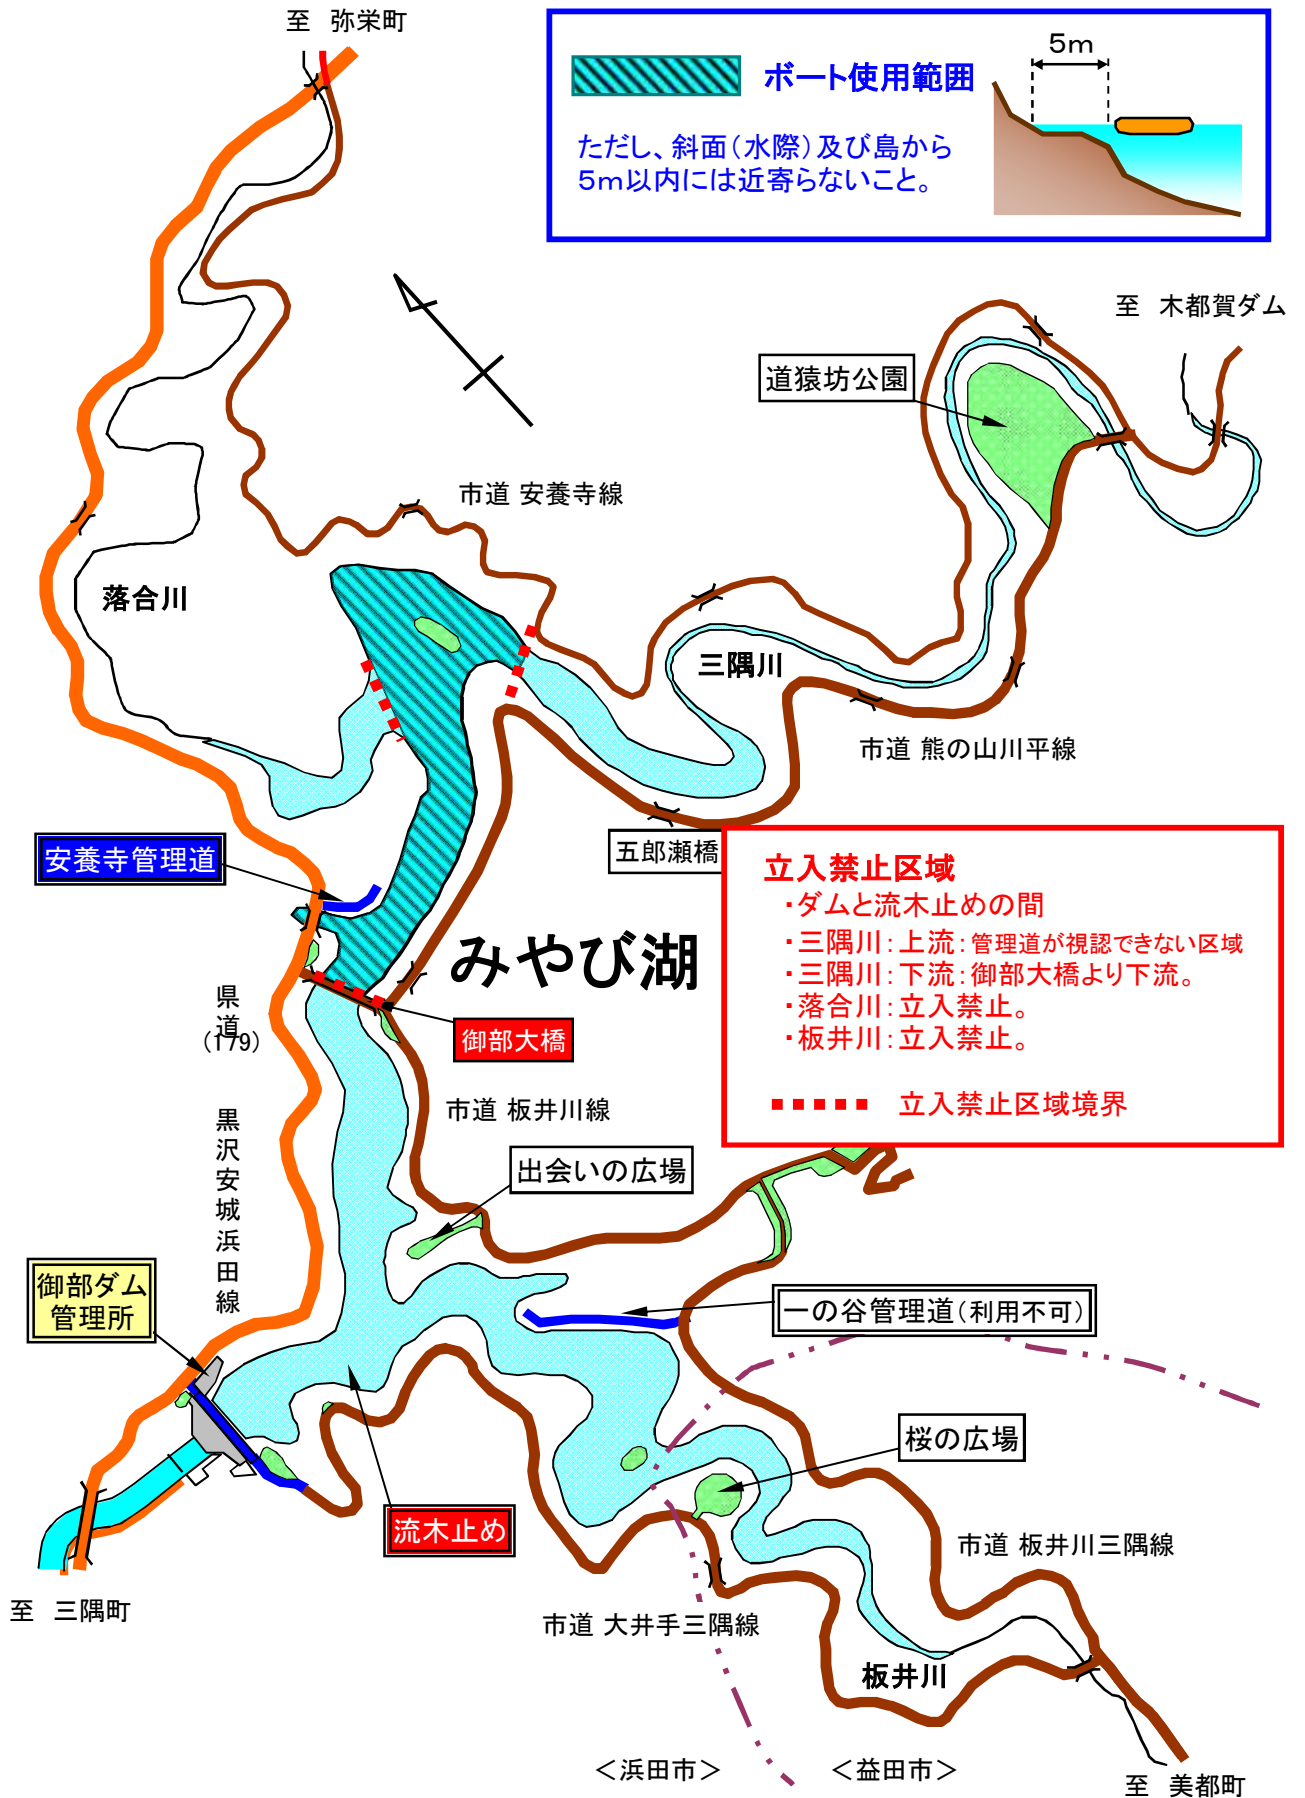 至　弥栄町
5m
ボート使用範囲
ただし、斜面(水際)及び島から
5m以内には近寄らないこと。
至　木都賀ダム
道猿坊公園
市道 安養寺線
落合川
三隅川
市道 熊の山川平線
五郎瀬橋
安養寺管理道
立入禁止区域
・ダムと流木止めの間
・三隅川：上流：管理道が視認できない区域
・三隅川：下流：御部大橋より下流。
・落合川：立入禁止。
・板井川：立入禁止。
立入禁止区域境界
みやび湖
県道
(179)
黒沢安城浜田線
御部大橋
市道 板井川線
出会いの広場
御部ダム
管理所
一の谷管理道(利用不可)
桜の広場
流木止め
市道 板井川三隅線
至　三隅町
市道 大井手三隅線
板井川
＜浜田市＞
＜益田市＞
至　美都町